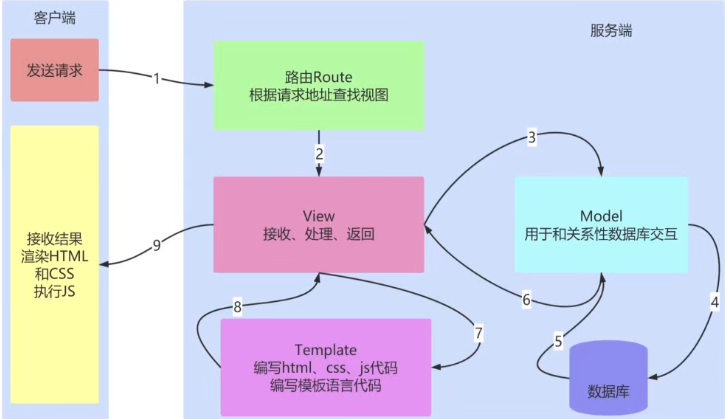 客户端
服务端
发送请求
1
路由Route
根据请求地址查找视图
2
3
View
接收、处理、返回
Model
用于和关系性数据库交互
9
接收结果
渲染HTML
和CSS
执行JS
6
4
8
7
5
Template
编写html、css、js代码
编写模板语言代码
数据库